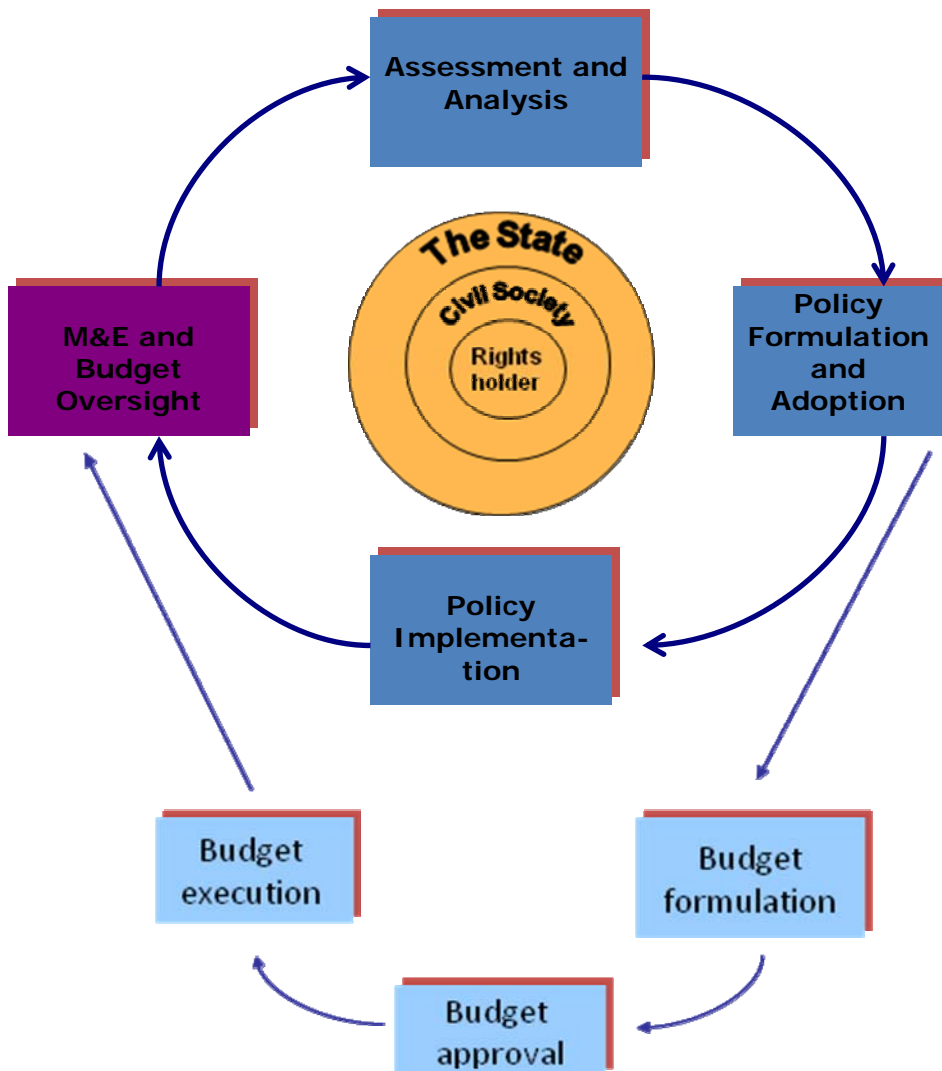 Assessment and
Analysis
The State
Civil Society
Rights
holder
M&E and
Budget
Oversight
Policy
Formulation
and
Adoption
Policy
Implementa-
tion
Budget
execution
Budget
formulation
Budget
approval